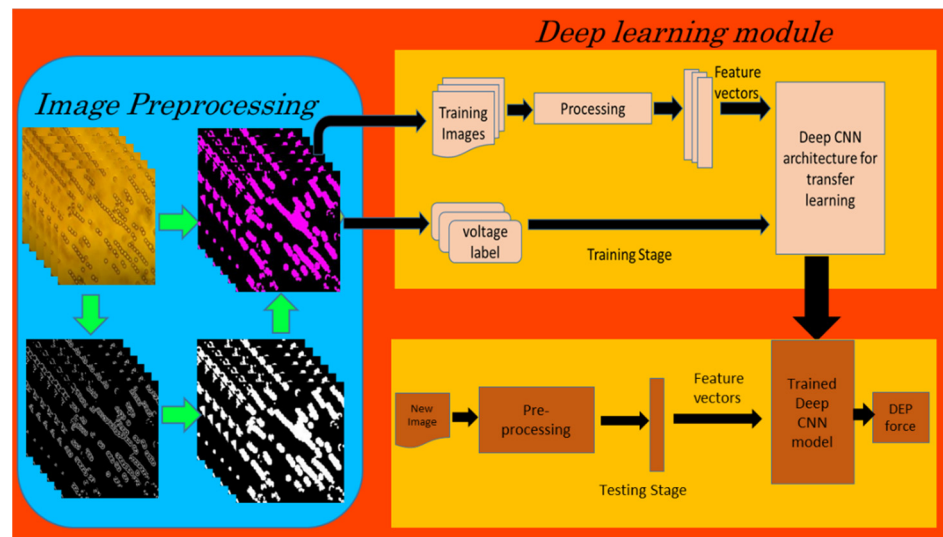 Deep learning module
Image Preprocessing
Training
Images
Processing
Feature
vectors
Deep CNN
architecture for
transfer
learning
voltage
label
Training Stage
New
Image
Pre-
processing
Feature
vectors
Trained
Deep
CNN
model
DEP
force
Testing Stage